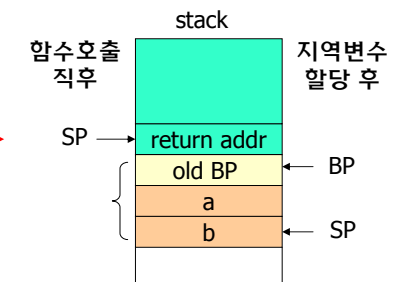 stack
함수호출
직후
지역변수
할당 후
SP
return addr
old BP
BP
a
b
SP